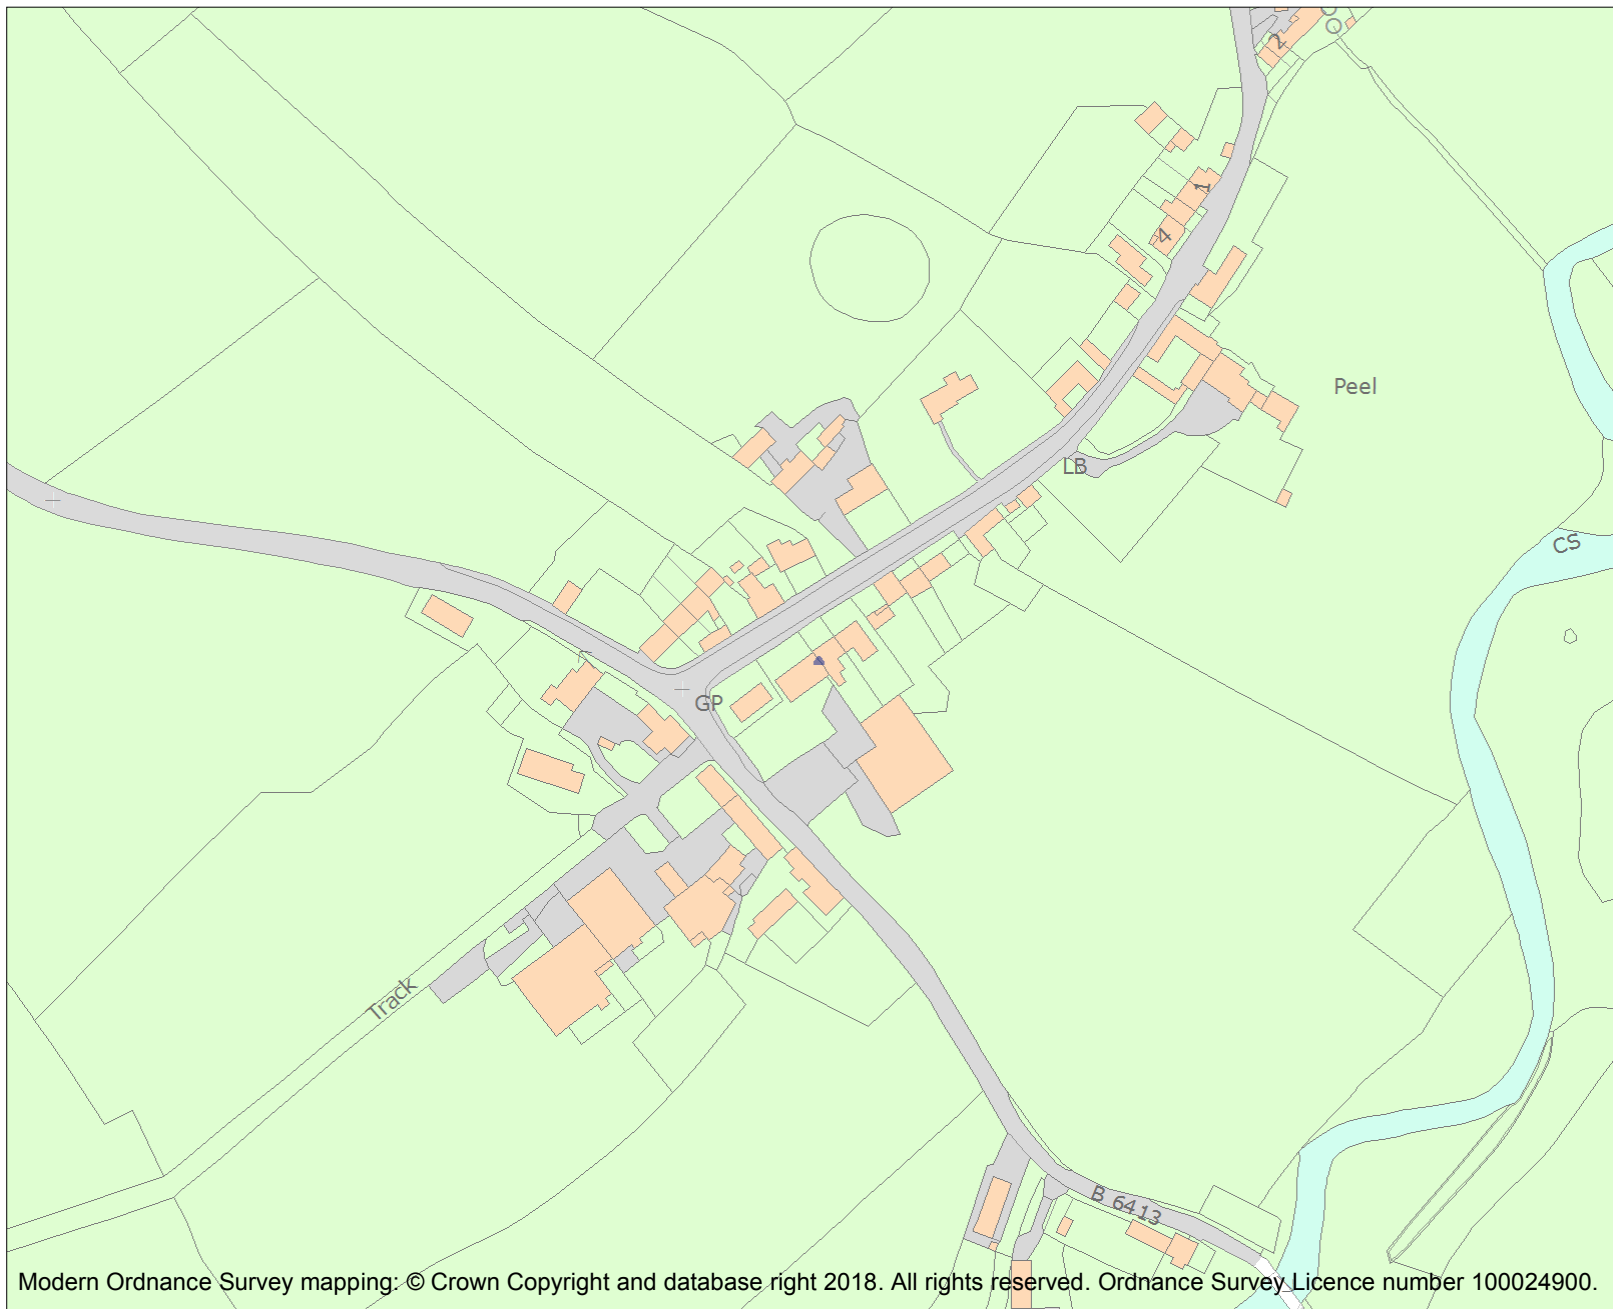 2
1
4
Peel
LB
CS
GP
Track
B 6413
Modern Ordnance Survey mapping: © Crown Copyright and database right 2018. All rights reserved. Ordnance Survey Licence number 100024900.